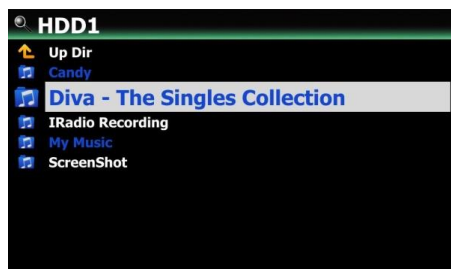 HDD1
Up Dir
Candy
Diva - The Singles Collection
IRadio Recording
My Music
ScreenShot